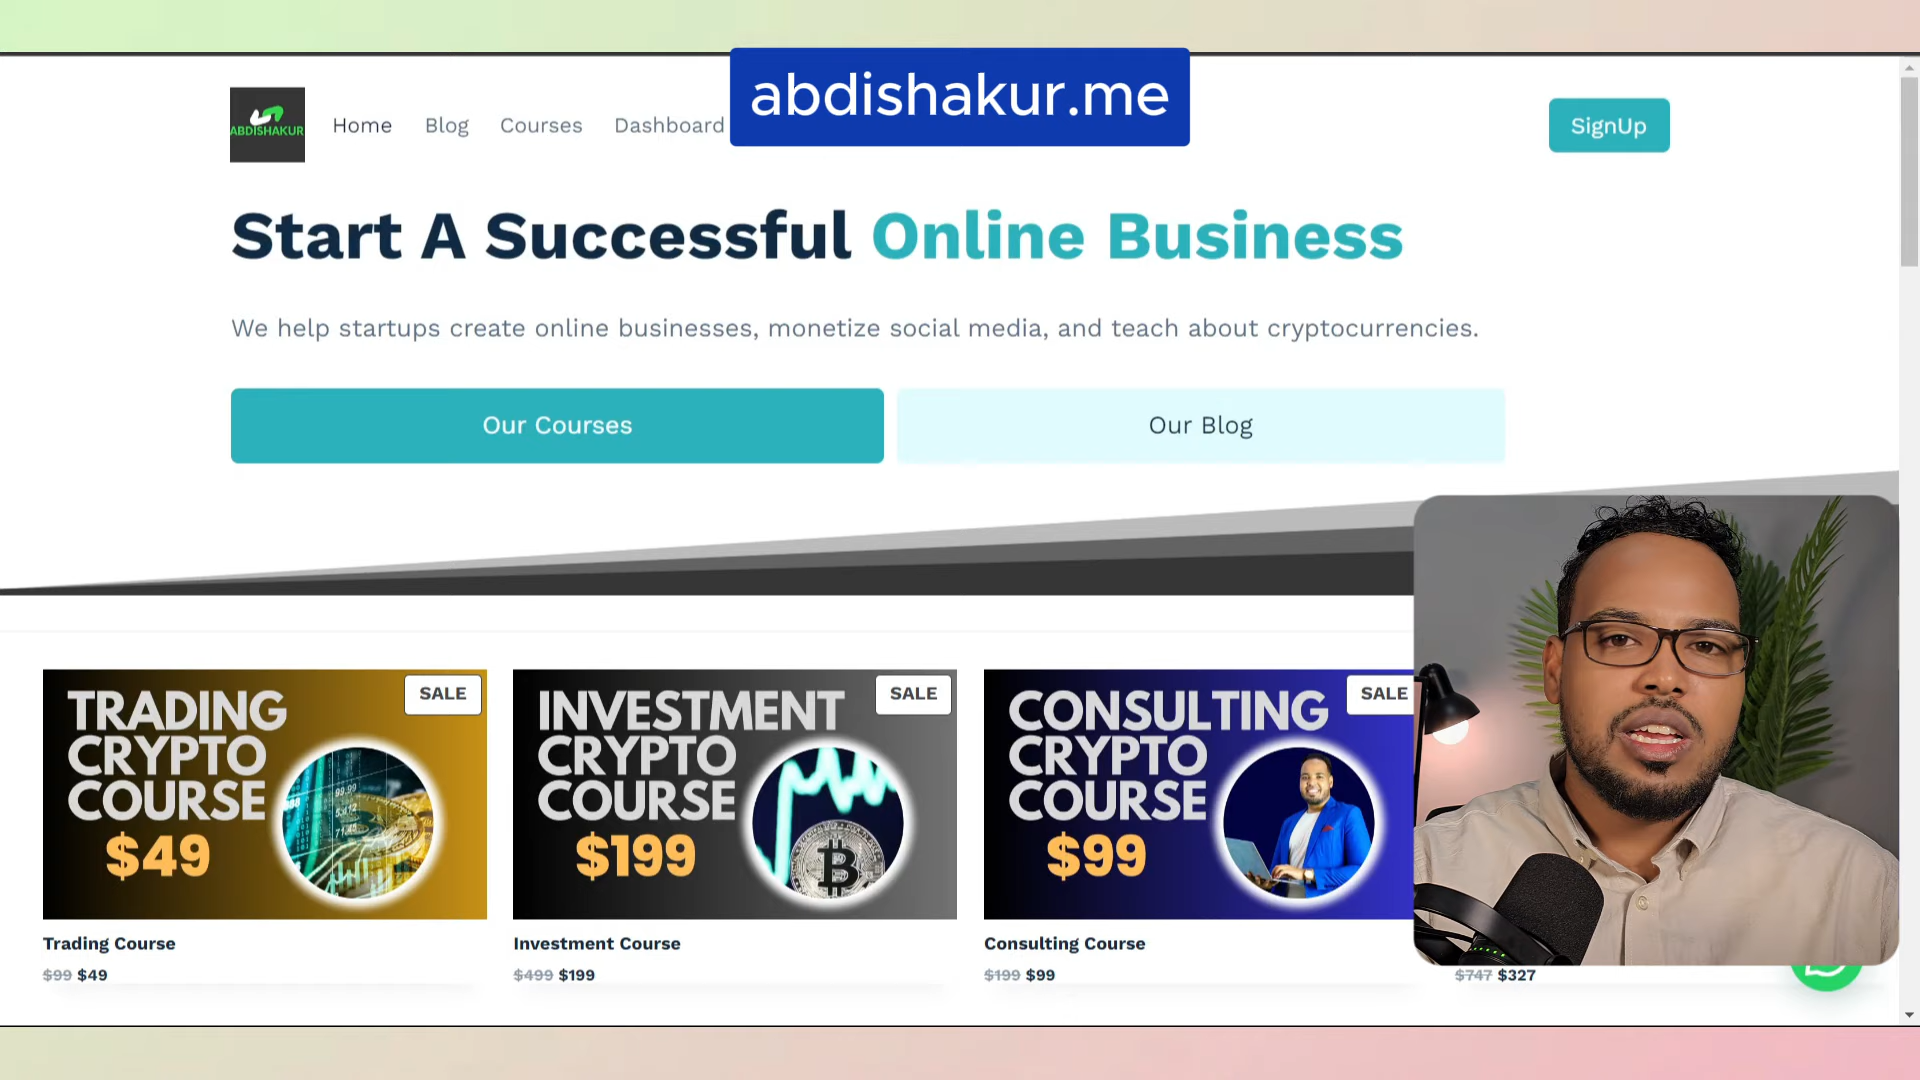 abdishakur.me
ABDISHAKUR
Home
Blog
Courses
Dashboard
SignUp
Start A Successful Online Business
We help startups create online businesses, monetize social media, and teach about cryptocurrencies.
Our Courses
Our Blog
TRADING
CRYPTO
COURSE
$49
SALE
INVESTMENT
CRYPTO
COURSE
$199
SALE
CONSULTING
CRYPTO
COURSE
$99
SALE
Trading Course
$99 $49
Investment Course
$499 $199
Consulting Course
$199 $99
$747 $327